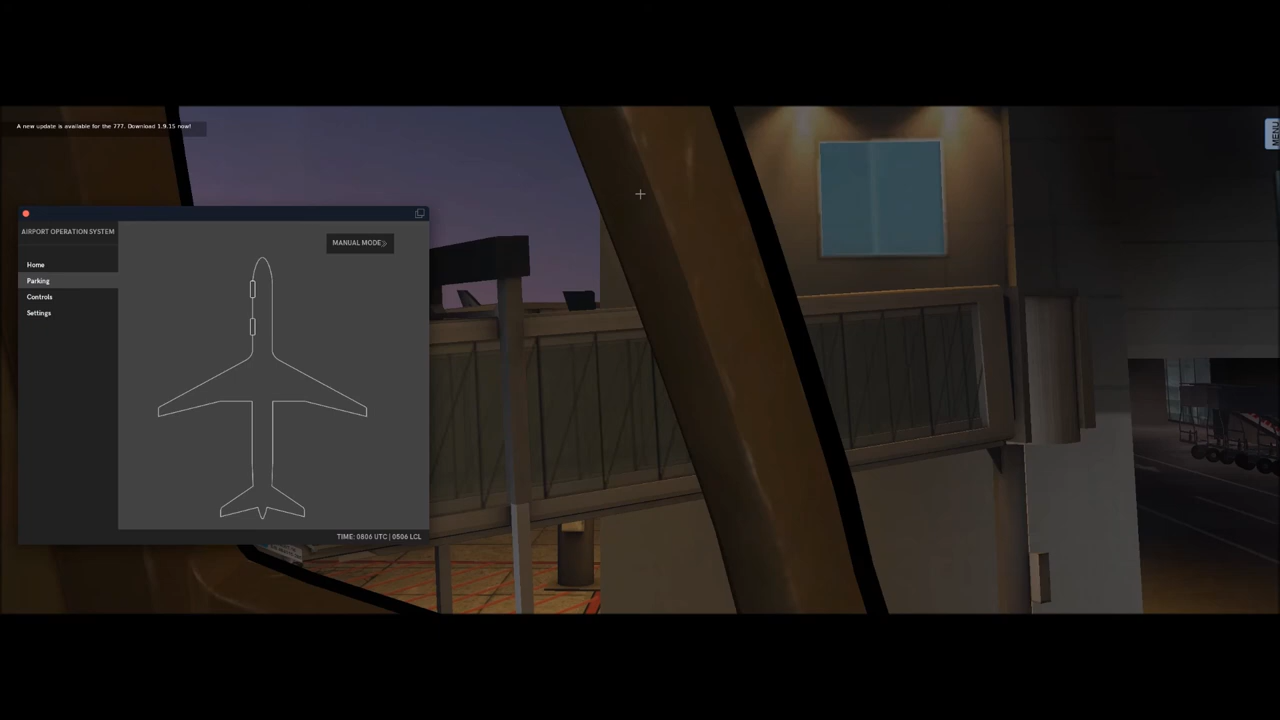 A new update is available for the 777. Download 1.9.15 now!
MENU
AIRPORT OPERATION SYSTEM
MANUAL MODE
Home
Parking
Controls
Settings
TIME: 0806 UTC | 0506 LCL